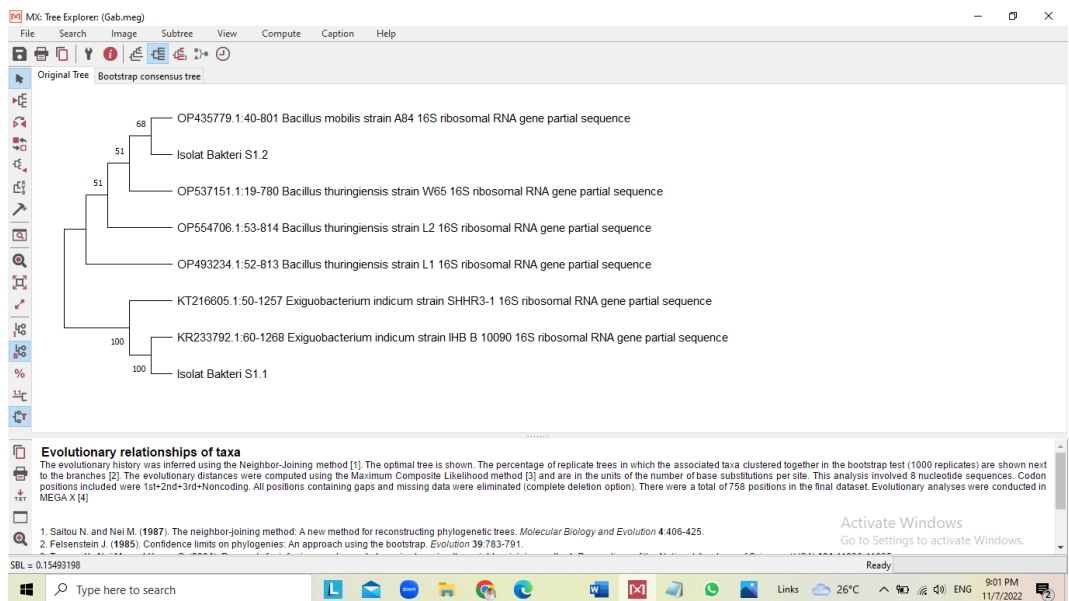 MX: Tree Explorer: (Gab.meg)
File Search Image Subtree View Compute Caption Help
Original Tree Bootstrap consensus tree
68 OP435779.1:40-801 Bacillus mobilis strain A84 16S ribosomal RNA gene partial sequence
51 Isolat Bakteri S1.2
51 OP537151.1:19-780 Bacillus thuringiensis strain W65 16S ribosomal RNA gene partial sequence
OP554706.1:53-814 Bacillus thuringiensis strain L2 16S ribosomal RNA gene partial sequence
OP493234.1:52-813 Bacillus thuringiensis strain L1 16S ribosomal RNA gene partial sequence
KT216605.1:50-1257 Exiguobacterium indicum strain SHHR3-1 16S ribosomal RNA gene partial sequence
100 KR233792.1:60-1268 Exiguobacterium indicum strain IHB B 10090 16S ribosomal RNA gene partial sequence
100 Isolat Bakteri S1.1
Evolutionary relationships of taxa
The evolutionary history was inferred using the Neighbor-Joining method [1]. The optimal tree is shown. The percentage of replicate trees in which the associated taxa clustered together in the bootstrap test (1000 replicates) are shown next
to the branches [2]. The evolutionary distances were computed using the Maximum Composite Likelihood method [3] and are in the units of the number of base substitutions per site. This analysis involved 8 nucleotide sequences. Codon
positions included were 1st+2nd+3rd+Noncoding. All positions containing gaps and missing data were eliminated (complete deletion option). There were a total of 758 positions in the final dataset. Evolutionary analyses were conducted in
MEGA X [4]
1. Saitou N. and Nei M. (1987). The neighbor-joining method: A new method for reconstructing phylogenetic trees. Molecular Biology and Evolution 4:406-425.
2. Felsenstein J. (1985). Confidence limits on phylogenies: An approach using the bootstrap. Evolution 39:783-791.
Activate Windows
Go to Settings to activate Windows.
SBL = 0.15493198 Ready
Type here to search Links 26°C ENG 9:01 PM
11/7/2022